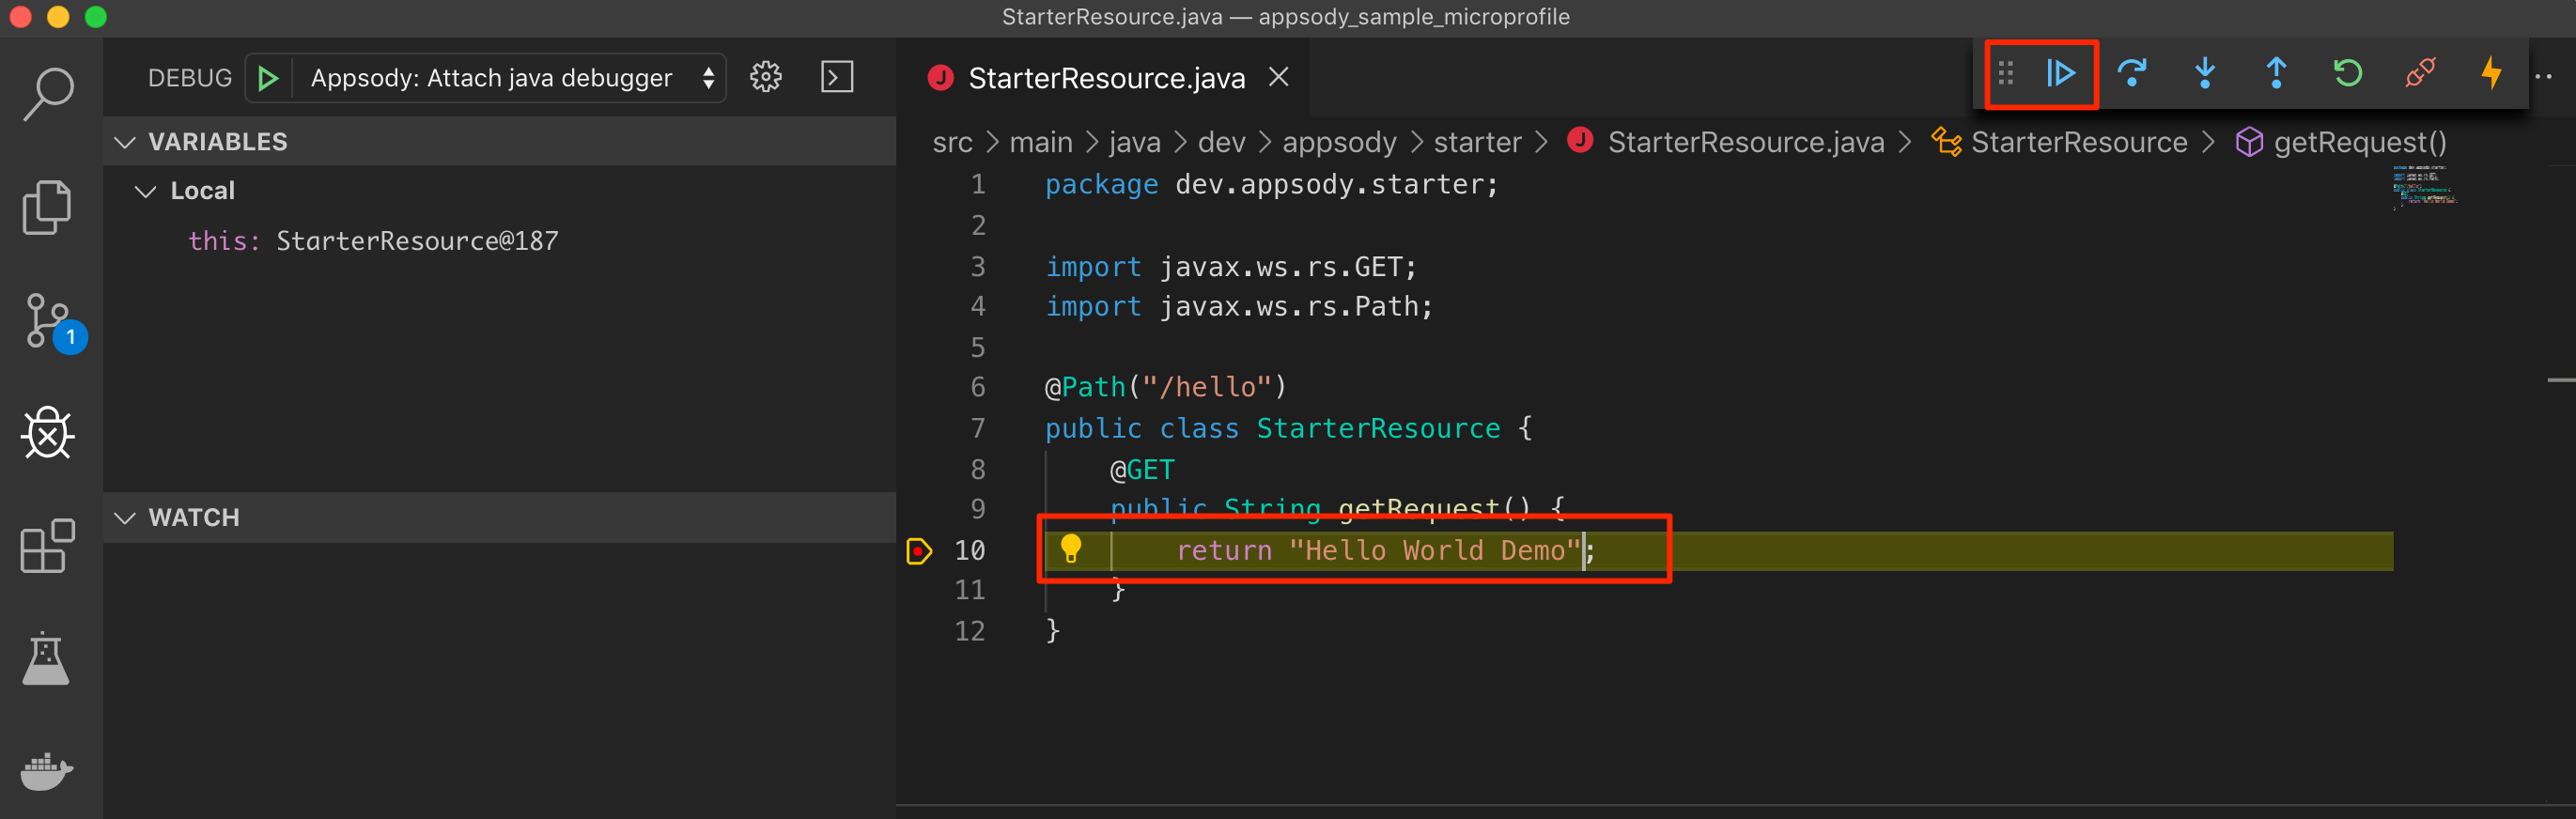 StarterResource.java — appsody_sample_microprofile
DEBUG Appsody: Attach java debugger
StarterResource.java
VARIABLES
Local
this: StarterResource@187
WATCH
1
src > main > java > dev > appsody > starter > StarterResource.java > StarterResource > getRequest()
1 package dev.appsody.starter;
2
3 import javax.ws.rs.GET;
4 import javax.ws.rs.Path;
5
6 @Path("/hello")
7 public class StarterResource {
8 @GET
9 public String getRequest() {
10 return "Hello World Demo";
11 }
12 }